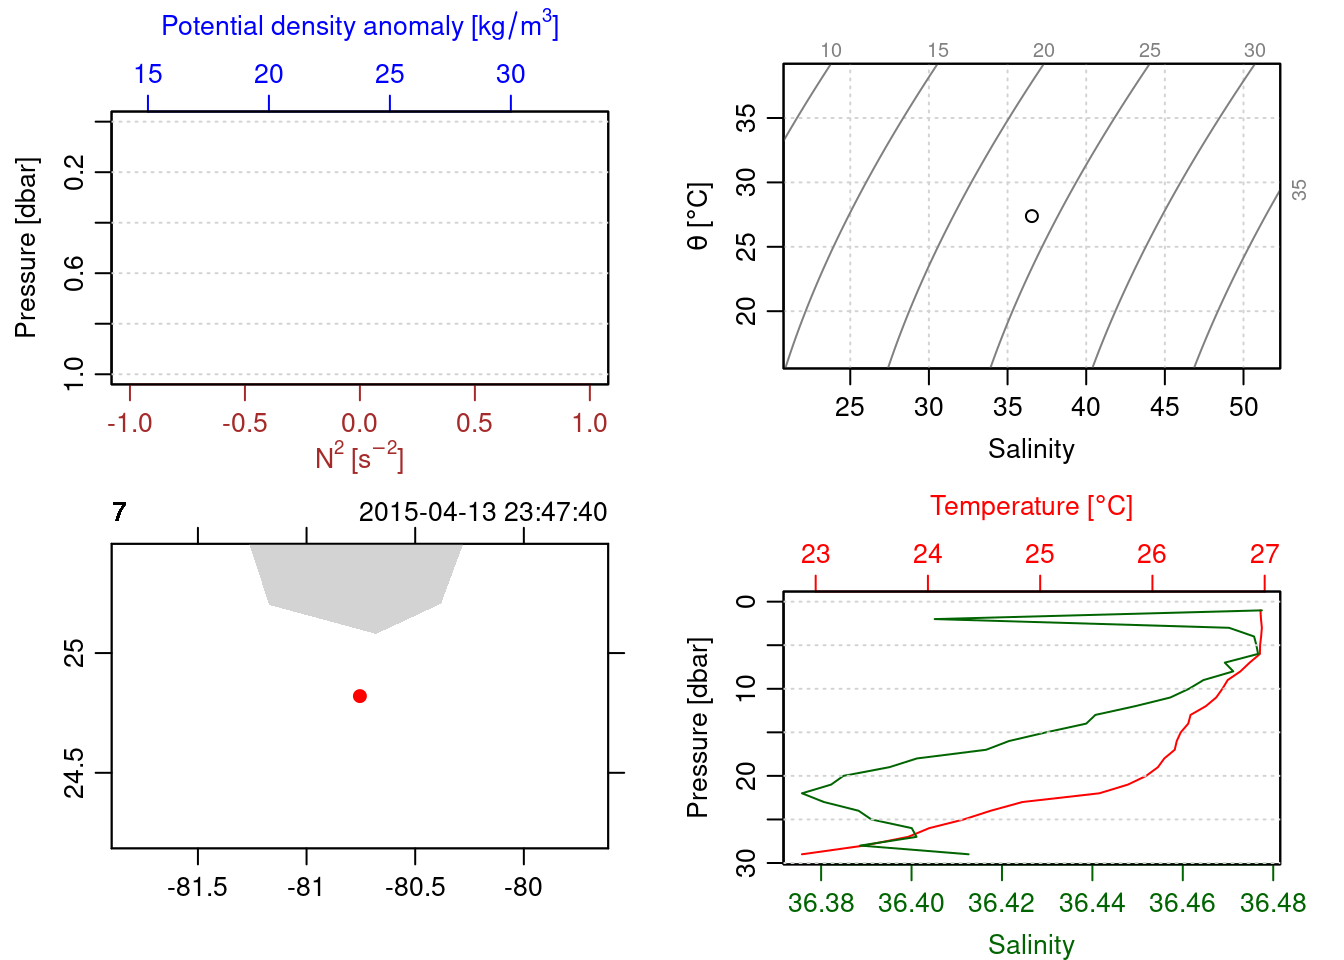 Potential density anomaly [kg/m³]
15 20 25 30
Pressure [dbar]
0.2
0.6
1.0
-1.0 -0.5 0.0 0.5 1.0
N² [s⁻²]
10 15 20 25 30
35
θ [°C]
35
30
25
20
25 30 35 40 45 50
Salinity
7 2015-04-13 23:47:40
25
24.5
-81.5 -81 -80.5 -80
Temperature [°C]
23 24 25 26 27
Pressure [dbar]
0
10
20
30
36.38 36.40 36.42 36.44 36.46 36.48
Salinity